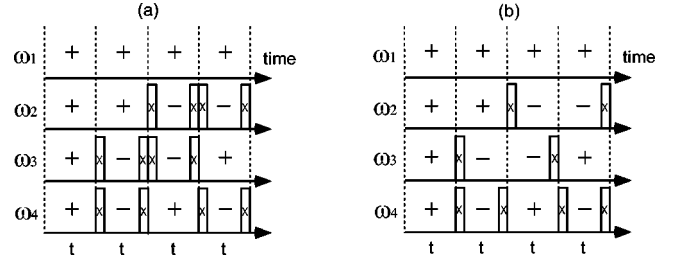 (a) (b)
ω1 + + + + time ω1 + + + + time
ω2 + + x − x x − x ω2 + + x − − x
ω3 + x − x x − x + ω3 + x − − x +
ω4 + x − x + x − x ω4 + x − x + x − x
t t t t t t t t